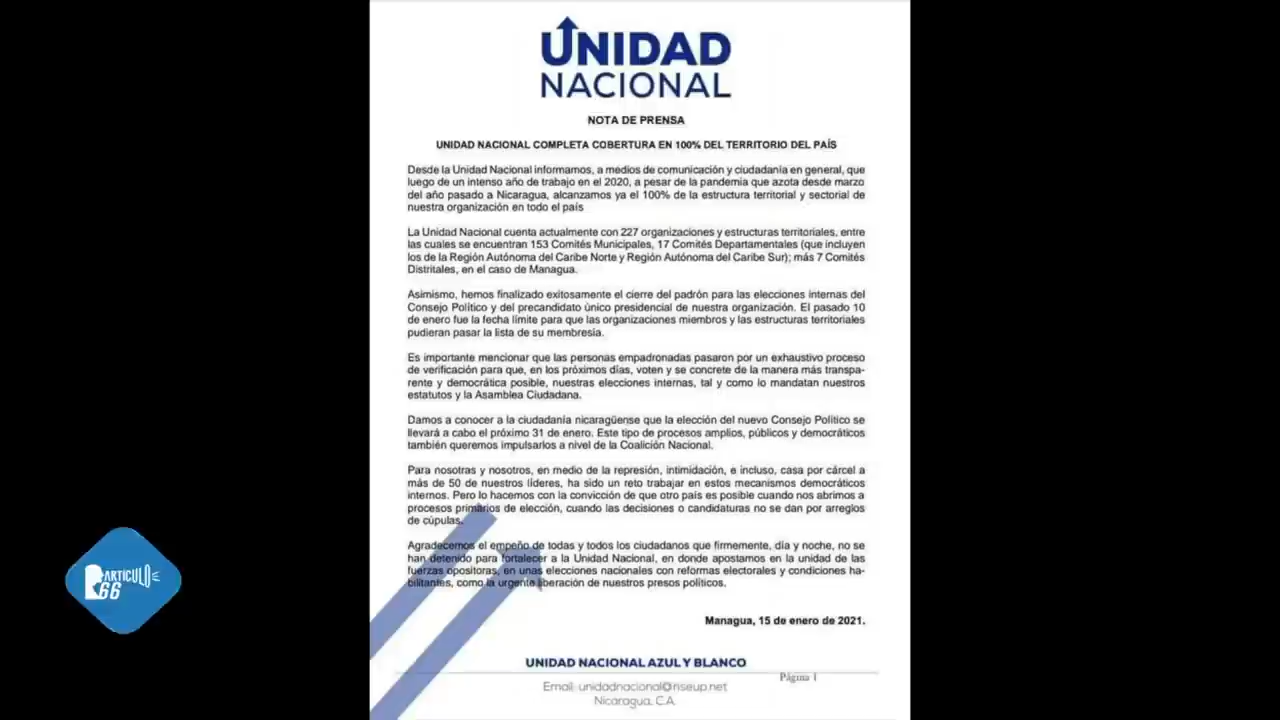 UNIDAD
NACIONAL
NOTA DE PRENSA
UNIDAD NACIONAL COMPLETA COBERTURA EN 100% DEL TERRITORIO DEL PAÍS
Desde la Unidad Nacional informamos, a medios de comunicación y ciudadanía en general, que
luego de un intenso año de trabajo en el 2020, a pesar de la pandemia que azota desde marzo
del año pasado a Nicaragua, alcanzamos ya el 100% de la estructura territorial y sectorial de
nuestra organización en todo el país
La Unidad Nacional cuenta actualmente con 227 organizaciones y estructuras territoriales, entre
las cuales se encuentran 153 Comités Municipales, 17 Comités Departamentales (que incluyen
los de la Región Autónoma del Caribe Norte y Región Autónoma del Caribe Sur); más 7 Comités
Distritales, en el caso de Managua.
Asimismo, hemos finalizado exitosamente el cierre del padrón para las elecciones internas del
Consejo Político y del precandidato único presidencial de nuestra organización. El pasado 10
de enero fue la fecha límite para que las organizaciones miembros y las estructuras territoriales
pudieran pasar la lista de su membresía.
Es importante mencionar que las personas empadronadas pasaron por un exhaustivo proceso
de verificación para que, en los próximos días, voten y se concrete de la manera más transpa-
rente y democrática posible, nuestras elecciones internas, tal y como lo mandatan nuestros
estatutos y la Asamblea Ciudadana.
Damos a conocer a la ciudadanía nicaragüense que la elección del nuevo Consejo Político se
llevará a cabo el próximo 31 de enero. Este tipo de procesos amplios, públicos y democráticos
también queremos impulsarlos a nivel de la Coalición Nacional.
Para nosotras y nosotros, en medio de la represión, intimidación, e incluso, casa por cárcel a
más de 50 de nuestros líderes, ha sido un reto trabajar en estos mecanismos democráticos
internos. Pero lo hacemos con la convicción de que otro país es posible cuando nos abrimos a
procesos primarios de elección, cuando las decisiones o candidaturas no se dan por arreglos
de cúpulas.
Agradecemos el empeño de todas y todos los ciudadanos que firmemente, día y noche, no se
han detenido para fortalecer a la Unidad Nacional, en donde apostamos en la unidad de las
fuerzas opositoras, en unas elecciones nacionales con reformas electorales y condiciones ha-
bilitantes, como la urgente liberación de nuestros presos políticos.
Managua, 15 de enero de 2021.
UNIDAD NACIONAL AZUL Y BLANCO
Página 1
Email: unidadnacional@riseup.net
Nicaragua, C.A.
ARTICULO
66